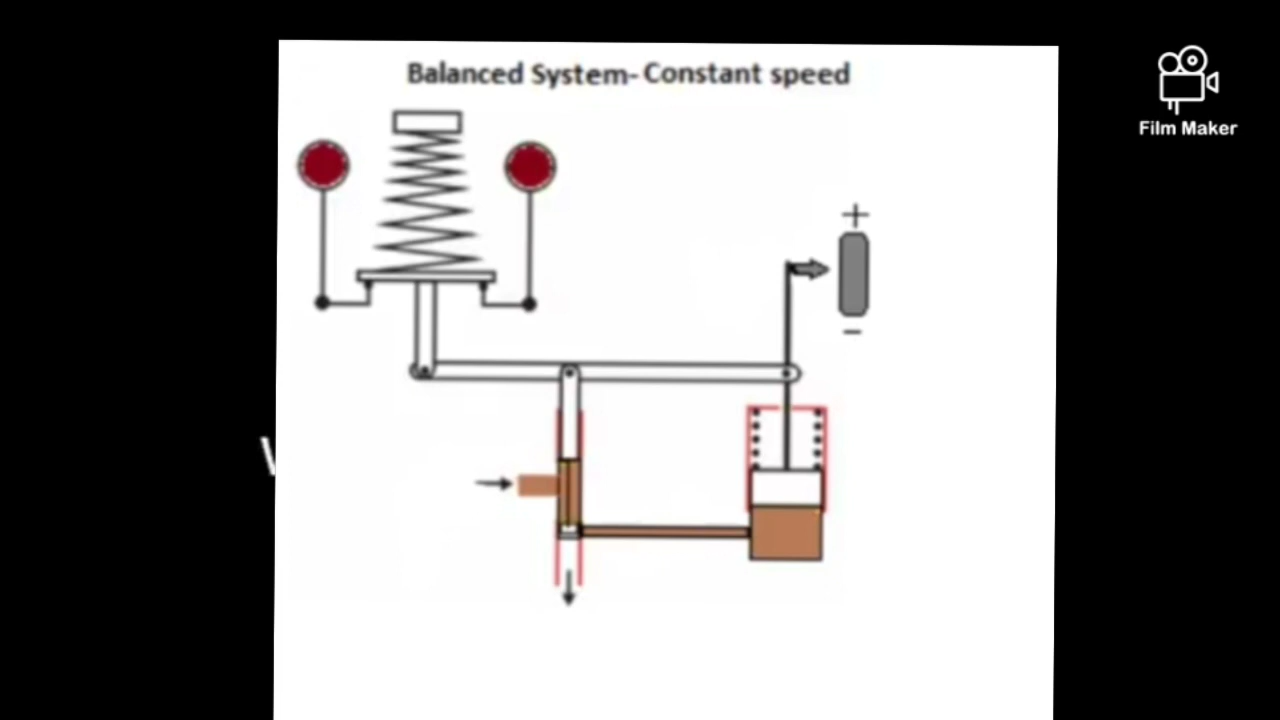 Balanced System- Constant speed
+
Film Maker
−